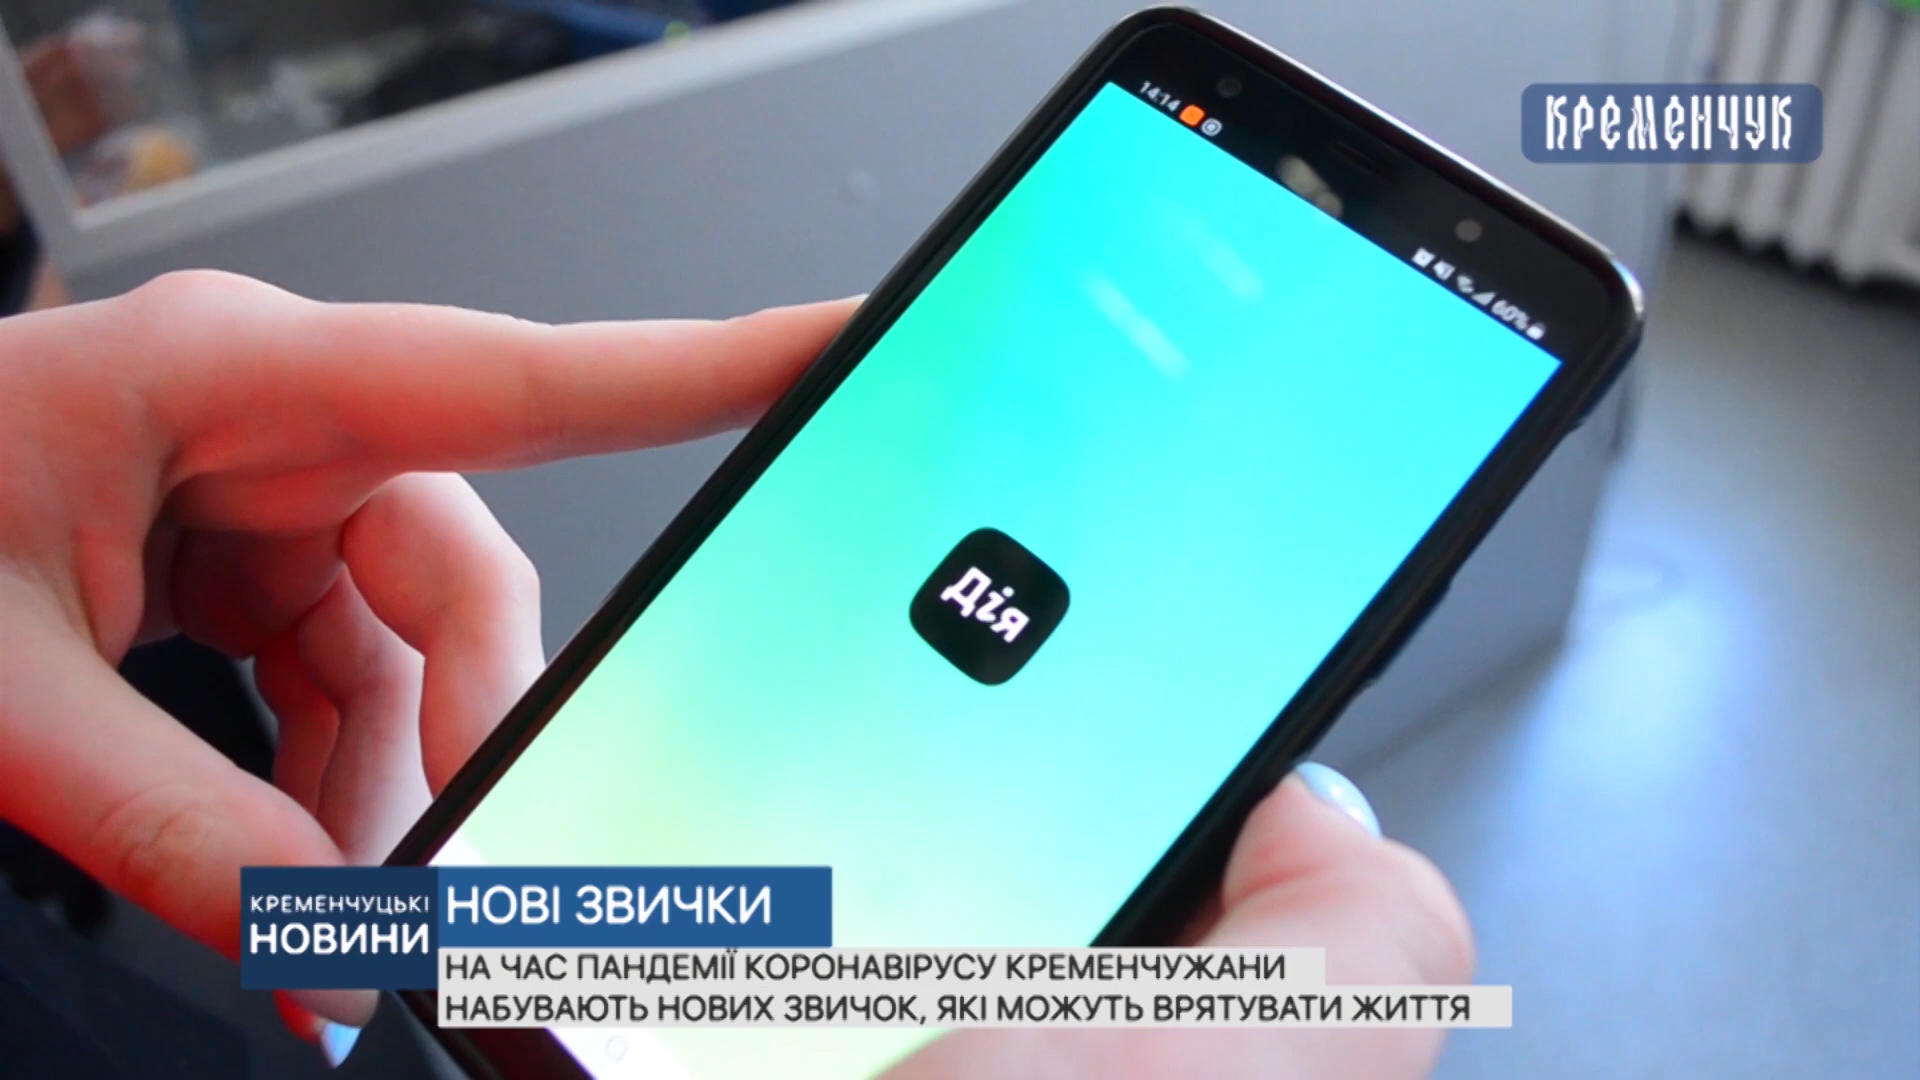 14:14
КРЕМЕНЧУК
60%
Дія
КРЕМЕНЧУЦЬКІ
НОВИНИ
НОВІ ЗВИЧКИ
НА ЧАС ПАНДЕМІЇ КОРОНАВІРУСУ КРЕМЕНЧУЖАНИ
НАБУВАЮТЬ НОВИХ ЗВИЧОК, ЯКІ МОЖУТЬ ВРЯТУВАТИ ЖИТТЯ